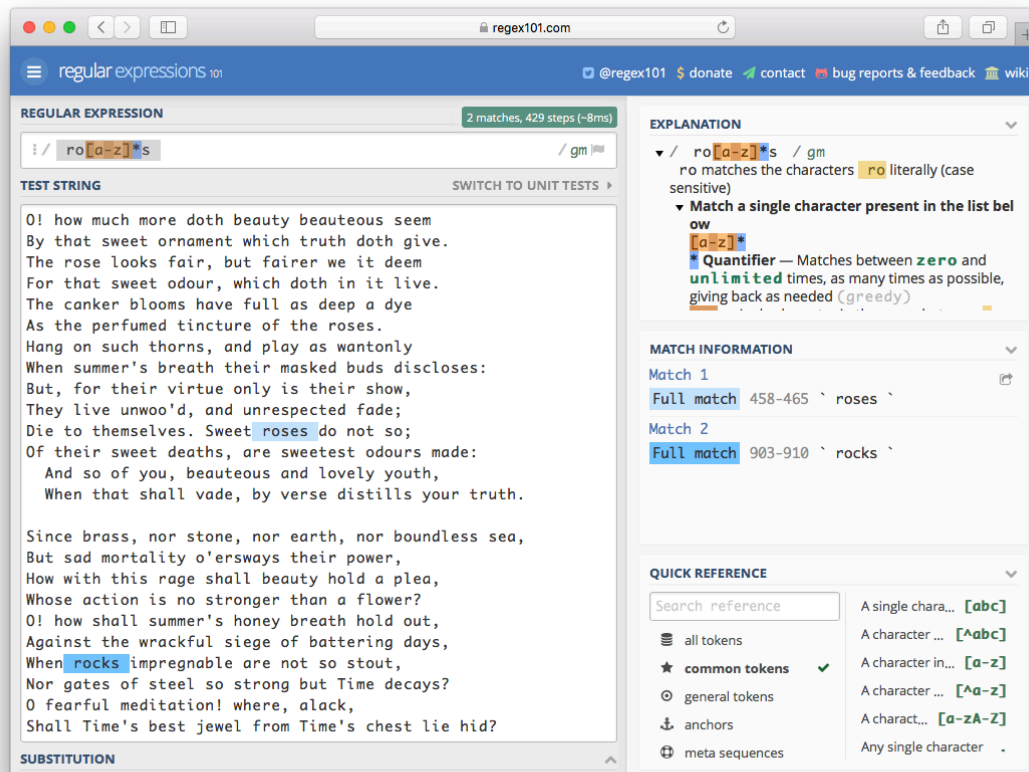 regex101.com
regular expressions 101
@regex101 $ donate contact bug reports & feedback wiki
REGULAR EXPRESSION
2 matches, 429 steps (~8ms)
/ ro[a-z]*s / gm
TEST STRING
SWITCH TO UNIT TESTS
O! how much more doth beauty beauteous seem
By that sweet ornament which truth doth give.
The rose looks fair, but fairer we it deem
For that sweet odour, which doth in it live.
The canker blooms have full as deep a dye
As the perfumed tincture of the roses.
Hang on such thorns, and play as wantonly
When summer's breath their masked buds discloses:
But, for their virtue only is their show,
They live unwoo'd, and unrespected fade;
Die to themselves. Sweet roses do not so;
Of their sweet deaths, are sweetest odours made:
And so of you, beauteous and lovely youth,
When that shall vade, by verse distills your truth.
Since brass, nor stone, nor earth, nor boundless sea,
But sad mortality o'ersways their power,
How with this rage shall beauty hold a plea,
Whose action is no stronger than a flower?
O! how shall summer's honey breath hold out,
Against the wrackful siege of battering days,
When rocks impregnable are not so stout,
Nor gates of steel so strong but Time decays?
O fearful meditation! where, alack,
Shall Time's best jewel from Time's chest lie hid?
SUBSTITUTION
EXPLANATION
/ ro[a-z]*s / gm
ro matches the characters ro literally (case
sensitive)
Match a single character present in the list bel
ow
[a-z]*
* Quantifier — Matches between zero and
unlimited times, as many times as possible,
giving back as needed (greedy)
MATCH INFORMATION
Match 1
Full match 458-465 ` roses `
Match 2
Full match 903-910 ` rocks `
QUICK REFERENCE
Search reference
all tokens
common tokens
general tokens
anchors
meta sequences
A single chara... [abc]
A character ... [^abc]
A character in... [a-z]
A character ... [^a-z]
A charact... [a-zA-Z]
Any single character .